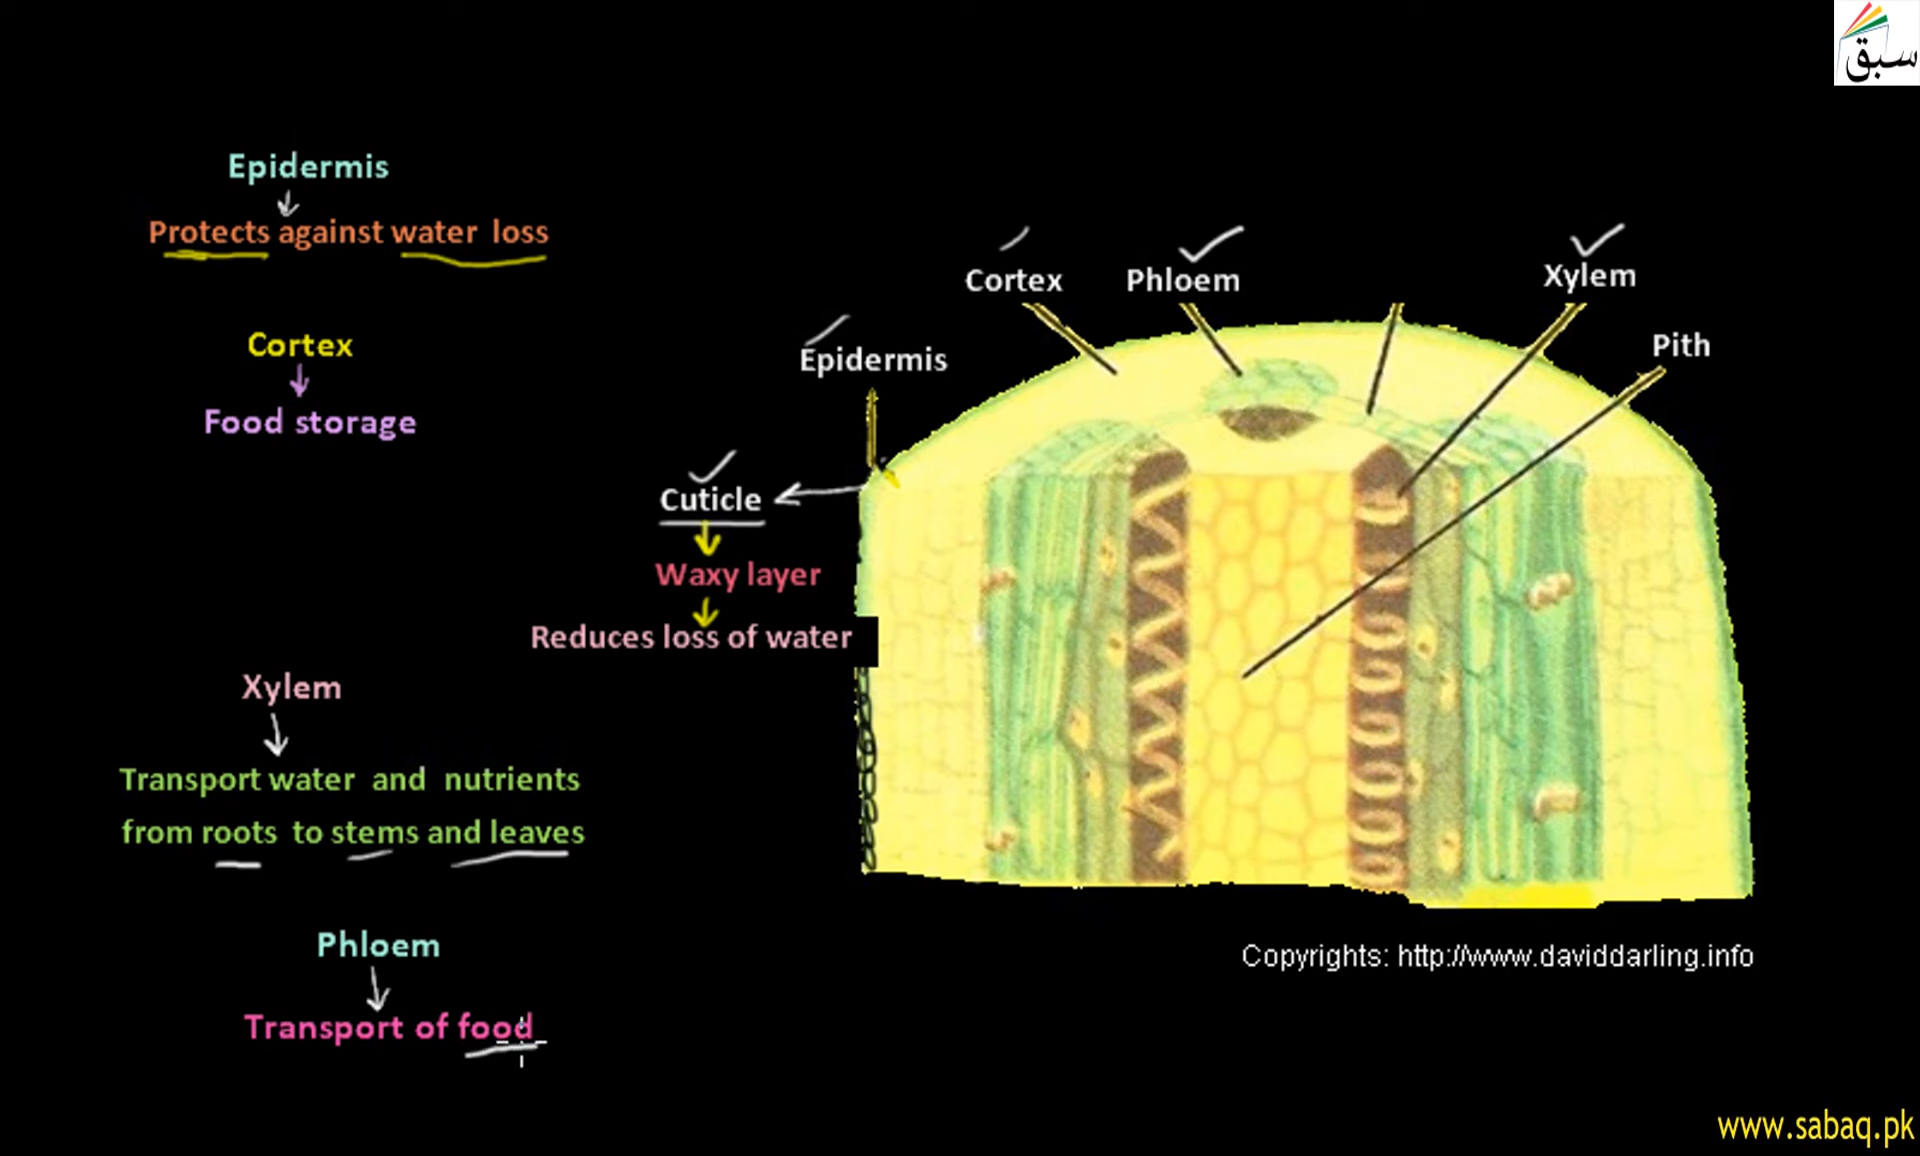 سبق
Epidermis
Protects against water loss
Cortex
Food storage
Xylem
Transport water and nutrients
from roots to stems and leaves
Phloem
Transport of food
Cortex
Phloem
Xylem
Epidermis
Pith
Cuticle
Waxy layer
Reduces loss of water
Copyrights: http://www.daviddarling.info
www.sabaq.pk